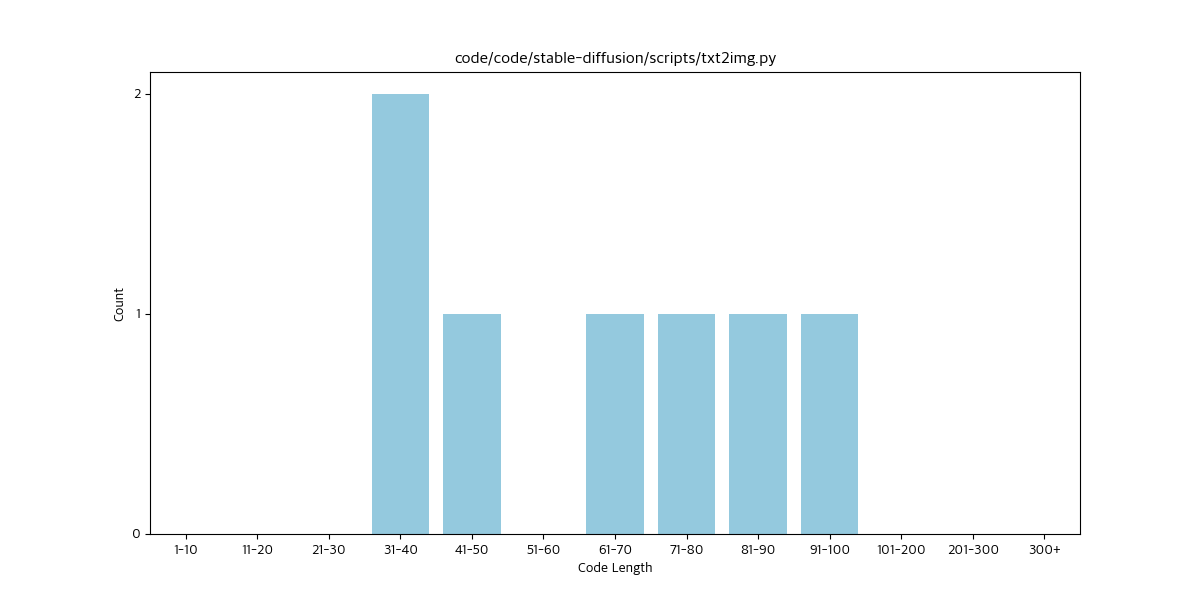 code/code/stable-diffusion/scripts/txt2img.py
2
1
0
Count
1-10 11-20 21-30 31-40 41-50 51-60 61-70 71-80 81-90 91-100 101-200 201-300 300+
Code Length